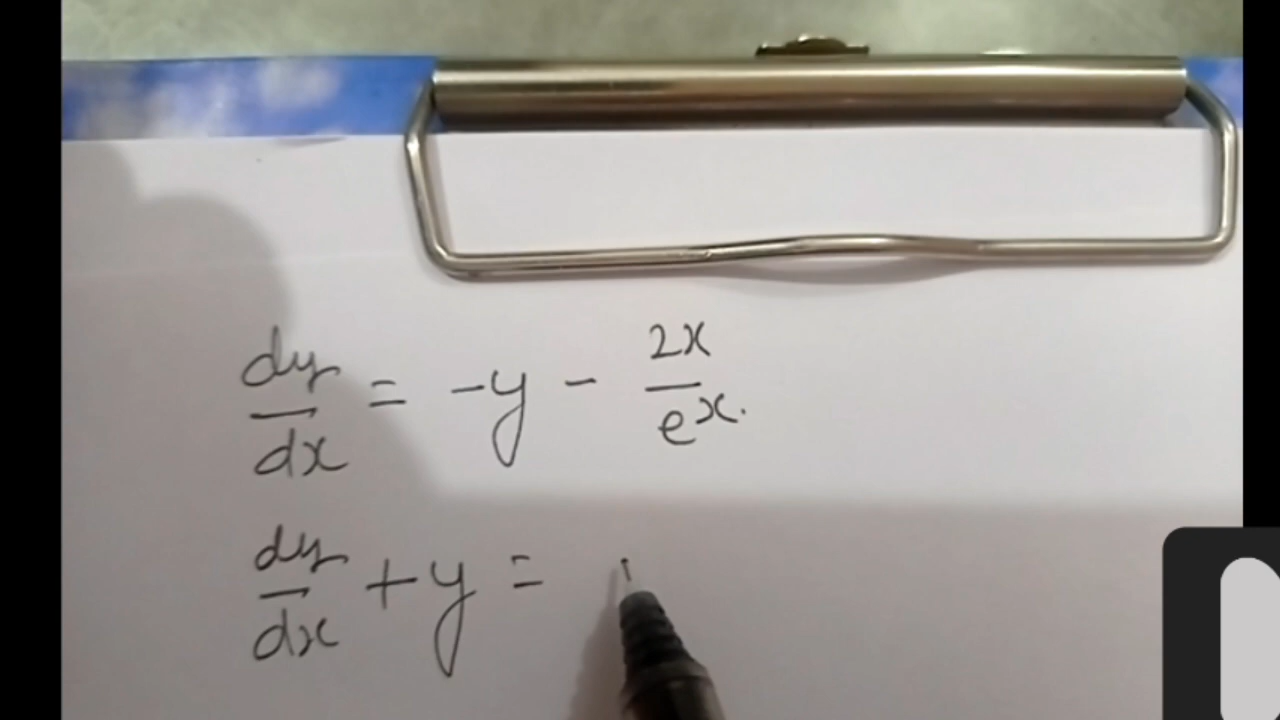 dy/dx = -y - 2x/e^x.
dy/dx + y =